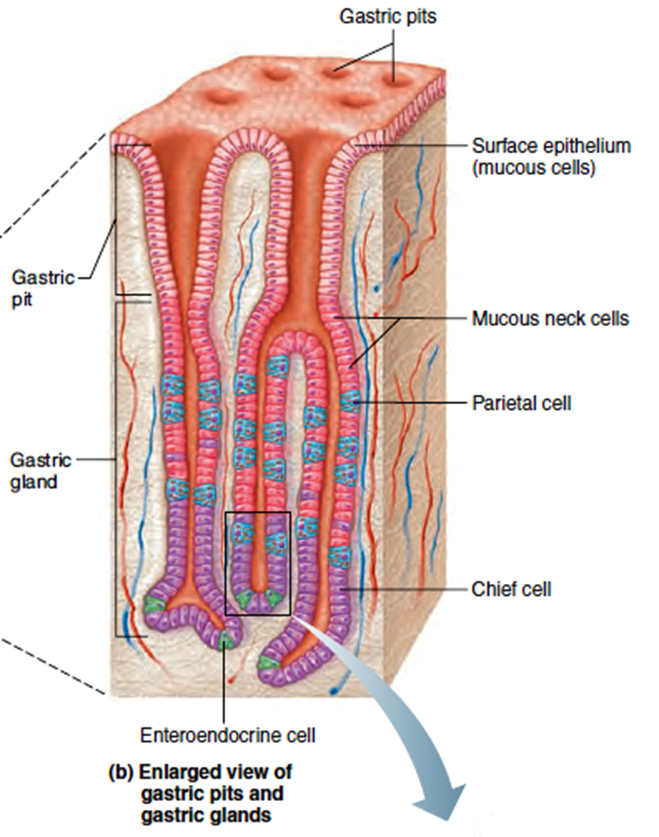 Gastric pits
Surface epithelium
(mucous cells)
Gastric
pit
Mucous neck cells
Parietal cell
Gastric
gland
Chief cell
Enteroendocrine cell
(b) Enlarged view of
gastric pits and
gastric glands